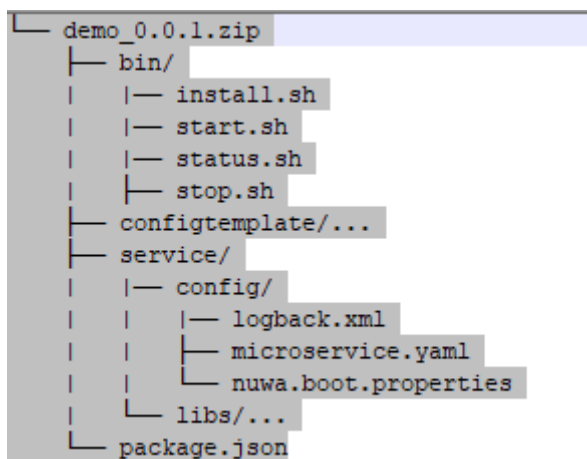 └── demo_0.0.1.zip
    ├── bin/
    |   |── install.sh
    |   |── start.sh
    |   |── status.sh
    |   ├── stop.sh
    ├── configtemplate/...
    ├── service/
    |   |── config/
    |   |   |── logback.xml
    |   |   ├── microservice.yaml
    |   |   └── nuwa.boot.properties
    |   └── libs/...
    └── package.json